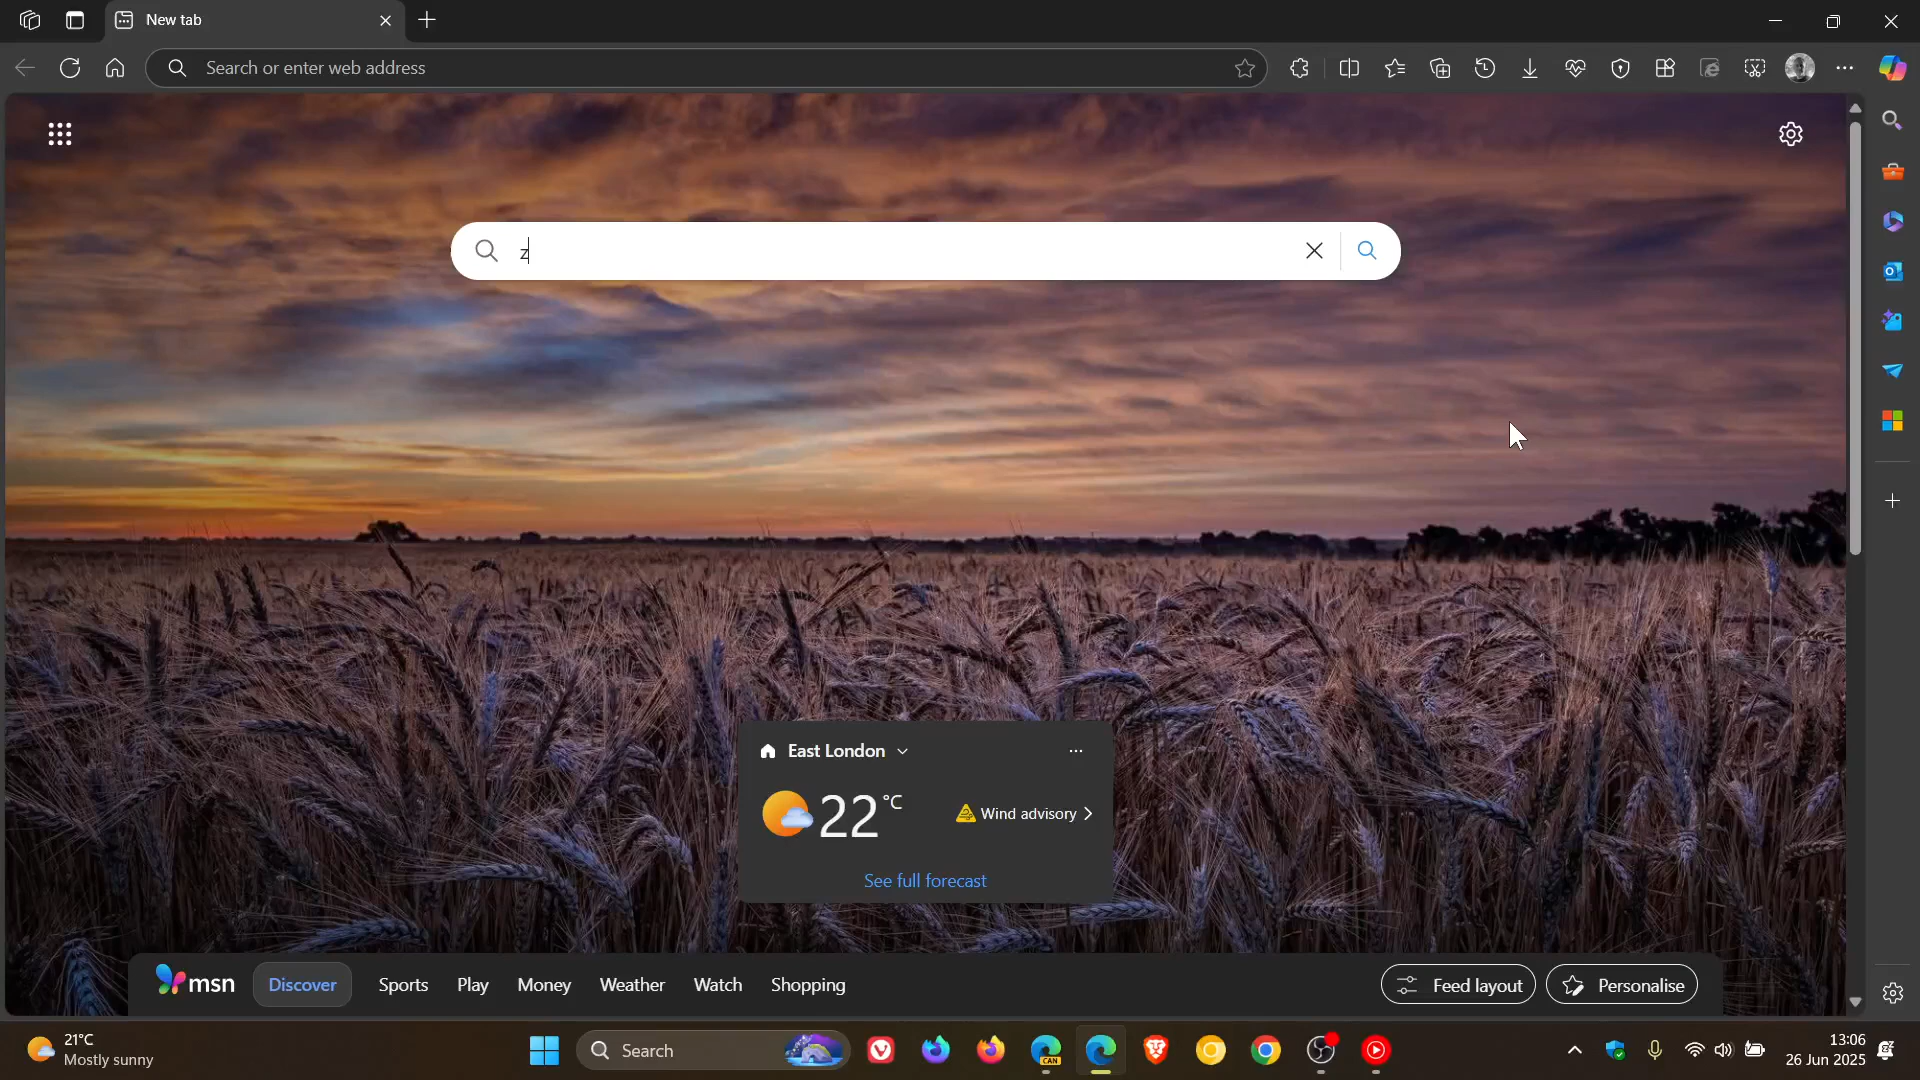 New tab
Search or enter web address
z
East London
22 °C
Wind advisory
See full forecast
msn
Discover
Sports
Play
Money
Weather
Watch
Shopping
Feed layout
Personalise
21°C
Mostly sunny
Search
CAN
13:06
26 Jun 2025